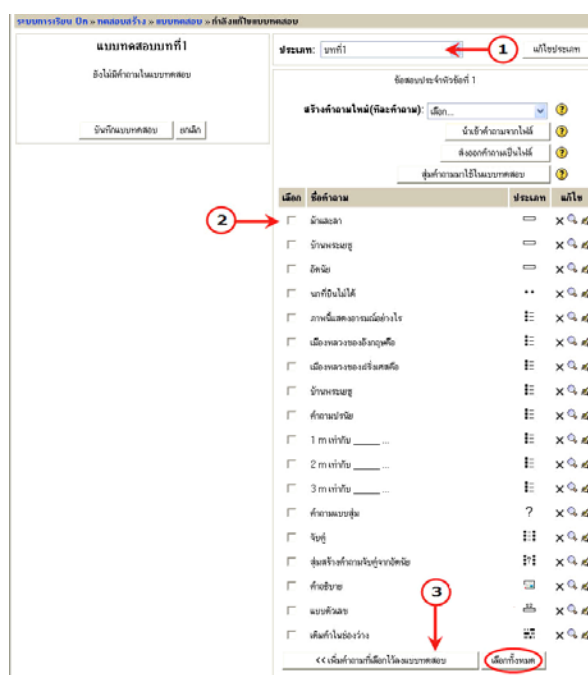 ระบบการเรียน On » ทดสอบสร้าง » แบบทดสอบ » กำลังแก้ไขแบบทดสอบ
แบบทดสอบบทที่1
ยังไม่มีคำถามในแบบทดสอบ
บันทึกแบบทดสอบ ยกเลิก
ประเภท: บทที่1 1 แก้ไขประเภท
ข้อสอบประจำหัวข้อที่ 1
สร้างคำถามใหม่(ทีละคำถาม): เลือก... ?
นำเข้าคำถามจากไฟล์ ?
ส่งออกคำถามเป็นไฟล์ ?
สุ่มคำถามมาใช้ในแบบทดสอบ ?
เลือก ชื่อคำถาม ประเภท แก้ไข
2
ม้าและลา
บ้านพระเยซู
อัตนัย
นกที่บินไม่ได้
ภาพนี้แสดงอารมณ์อย่างไร
เมืองหลวงของอังกฤษคือ
เมืองหลวงของฝรั่งเศสคือ
บ้านพระเยซู
คำถามปรนัย
1 m เท่ากับ _____ ...
2 m เท่ากับ _____ ...
3 m เท่ากับ _____ ...
คำถามแบบสุ่ม ?
จับคู่
สุ่มสร้างคำถามจับคู่จากอัตนัย
คำอธิบาย
3
แบบตัวเลข
เติมคำในช่องว่าง
<< เพิ่มคำถามที่เลือกไว้ลงแบบทดสอบ เลือกทั้งหมด